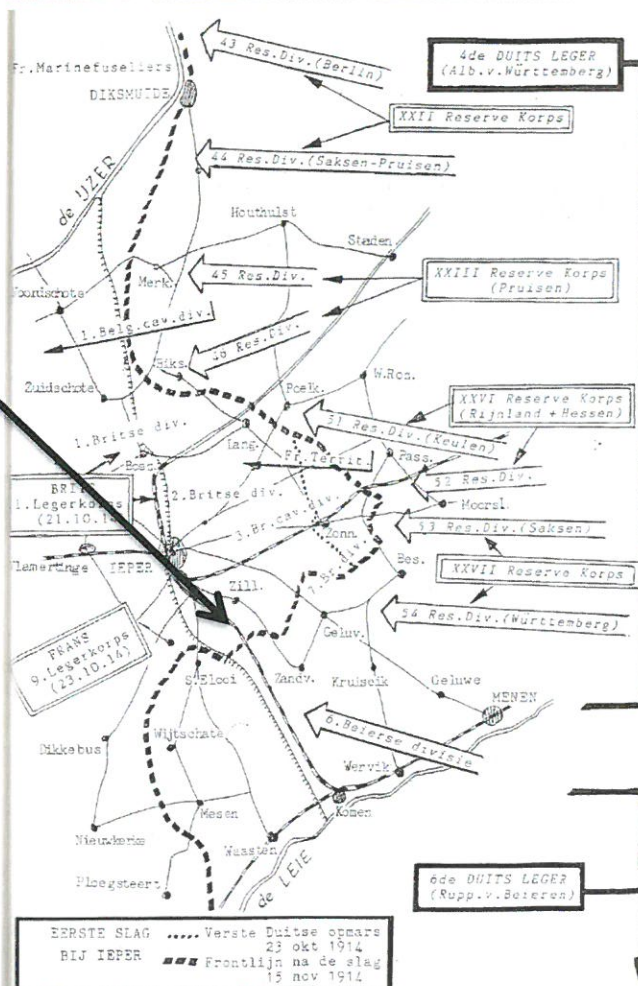 43 Res.Div.(Berlin)
4de DUITS LEGER
(Alb.v.Württemberg)
Fr.Marinefuseliers
DIKSMUIDE
XXII Reserve Korps
44 Res.Div.(Saksen-Pruisen)
de IJZER
Houthulst
Staden
Merk.
45 Res.Div.
XXIII Reserve Korps
(Pruisen)
Noordschote
1.Belg.cav.div.
Biks.
46 Res.Div.
Zuidschote
Poelk.
W.Roz.
XXVI Reserve Korps
(Rijnland + Hessen)
1.Britse div.
51 Res.Div.(Keulen)
Lang.
Fr.Territ.
Pass.
Boes.
52 Res.Div.
BRITS
1.Legerkorps
(21.10.14)
2.Britse div.
3.Br.cav.div.
Moorsl.
Zonn.
53 Res.Div.(Saksen)
7.Br.div.
Vlamertinge
IEPER
Bes.
XXVII Reserve Korps
Zill.
54 Res.Div.(Württemberg)
Geluv.
FRANS
9.Legerkorps
(23.10.14)
St.Elooi
Zandv.
Kruiseik
Geluwe
MENEN
6.Beierse divisie
Dikkebus
Wijtschate
Wervik
Mesen
Komen
Nieuwkerke
Waasten
Ploegsteert
de LEIE
6de DUITS LEGER
(Rupp.v.Beieren)
EERSTE SLAG
BIJ IEPER
Verste Duitse opmars
23 okt 1914
Frontlijn na de slag
15 nov 1914